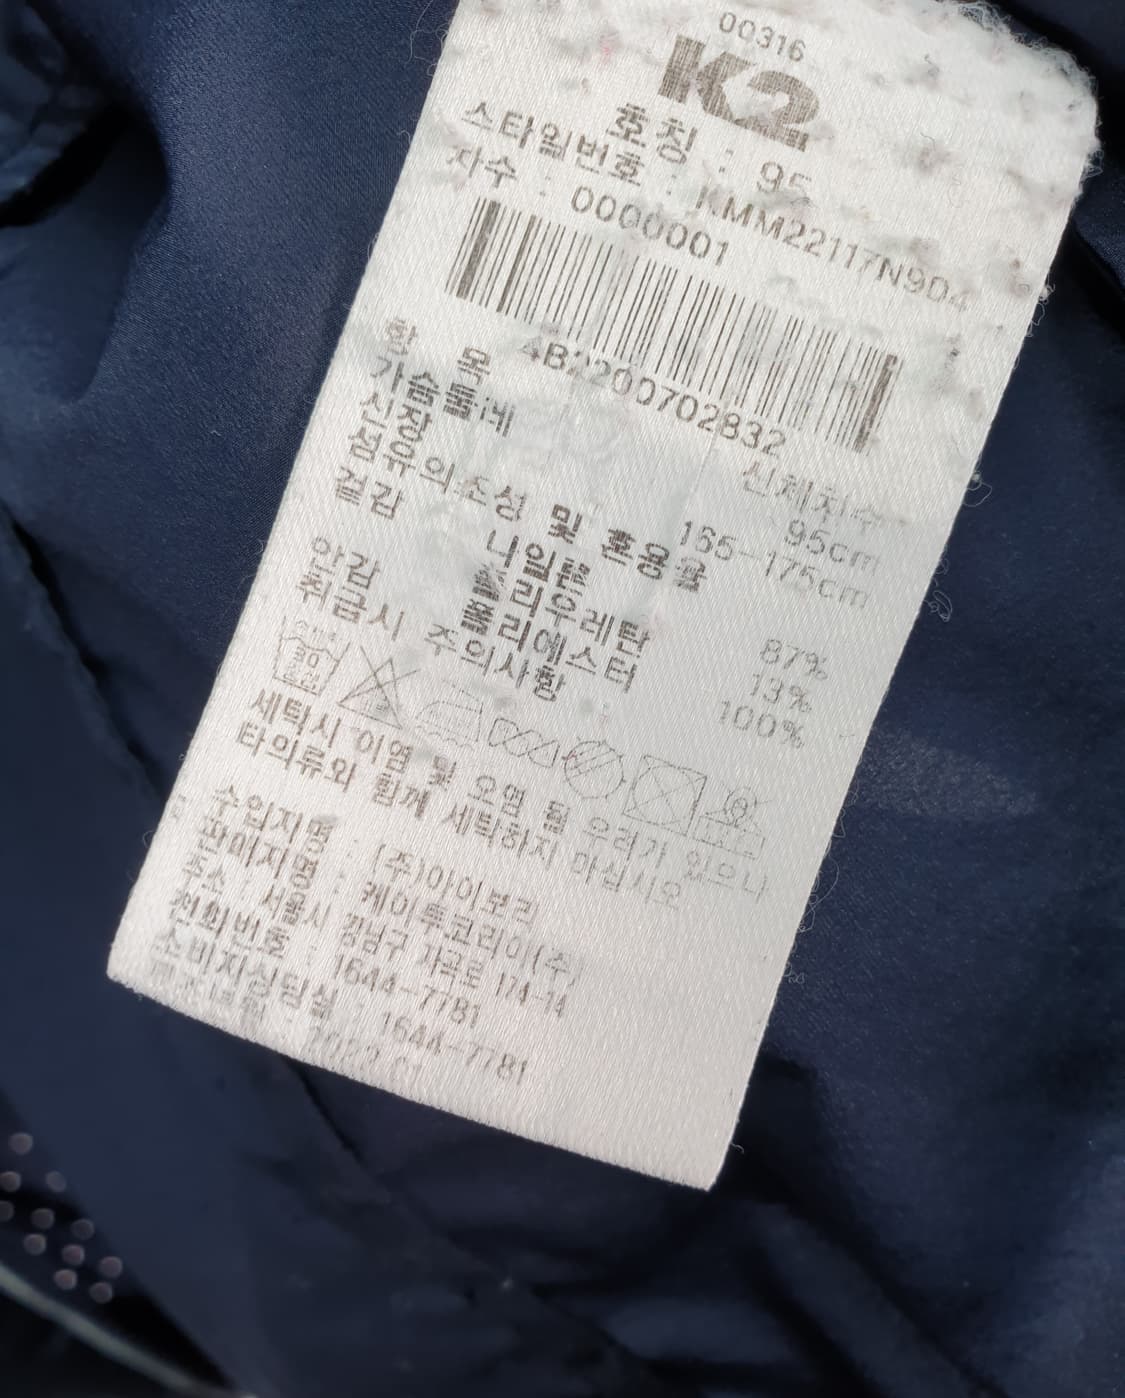 00316
K2
호칭 : 95
스타일번호 : KMM22117N904
차수 : 0000001
4B2200702832
항 목 신체치수
가슴둘레 95cm
신장 165-175cm
섬유의조성 및 혼용율
겉감 나일론 87%
폴리우레탄 13%
안감 폴리에스터 100%
취급시 주의사항
세탁시 이염 및 오염 될 우려가 있으니
타의류와 함께 세탁하지 마십시오
수입자명 : (주)아이보리
판매자명 : 케이투코리아(주)
주소 : 서울시 강남구 자곡로 174-14
전화번호 : 1644-7781
소비자상담실 : 1644-7781
2022.01